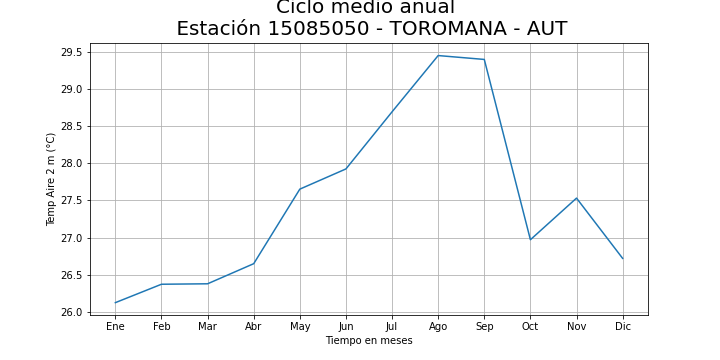 Ciclo medio anual
Estación 15085050 - TOROMANA - AUT
29.5
29.0
28.5
28.0
27.5
27.0
26.5
26.0
Temp Aire 2 m (°C)
Ene Feb Mar Abr May Jun Jul Ago Sep Oct Nov Dic
Tiempo en meses